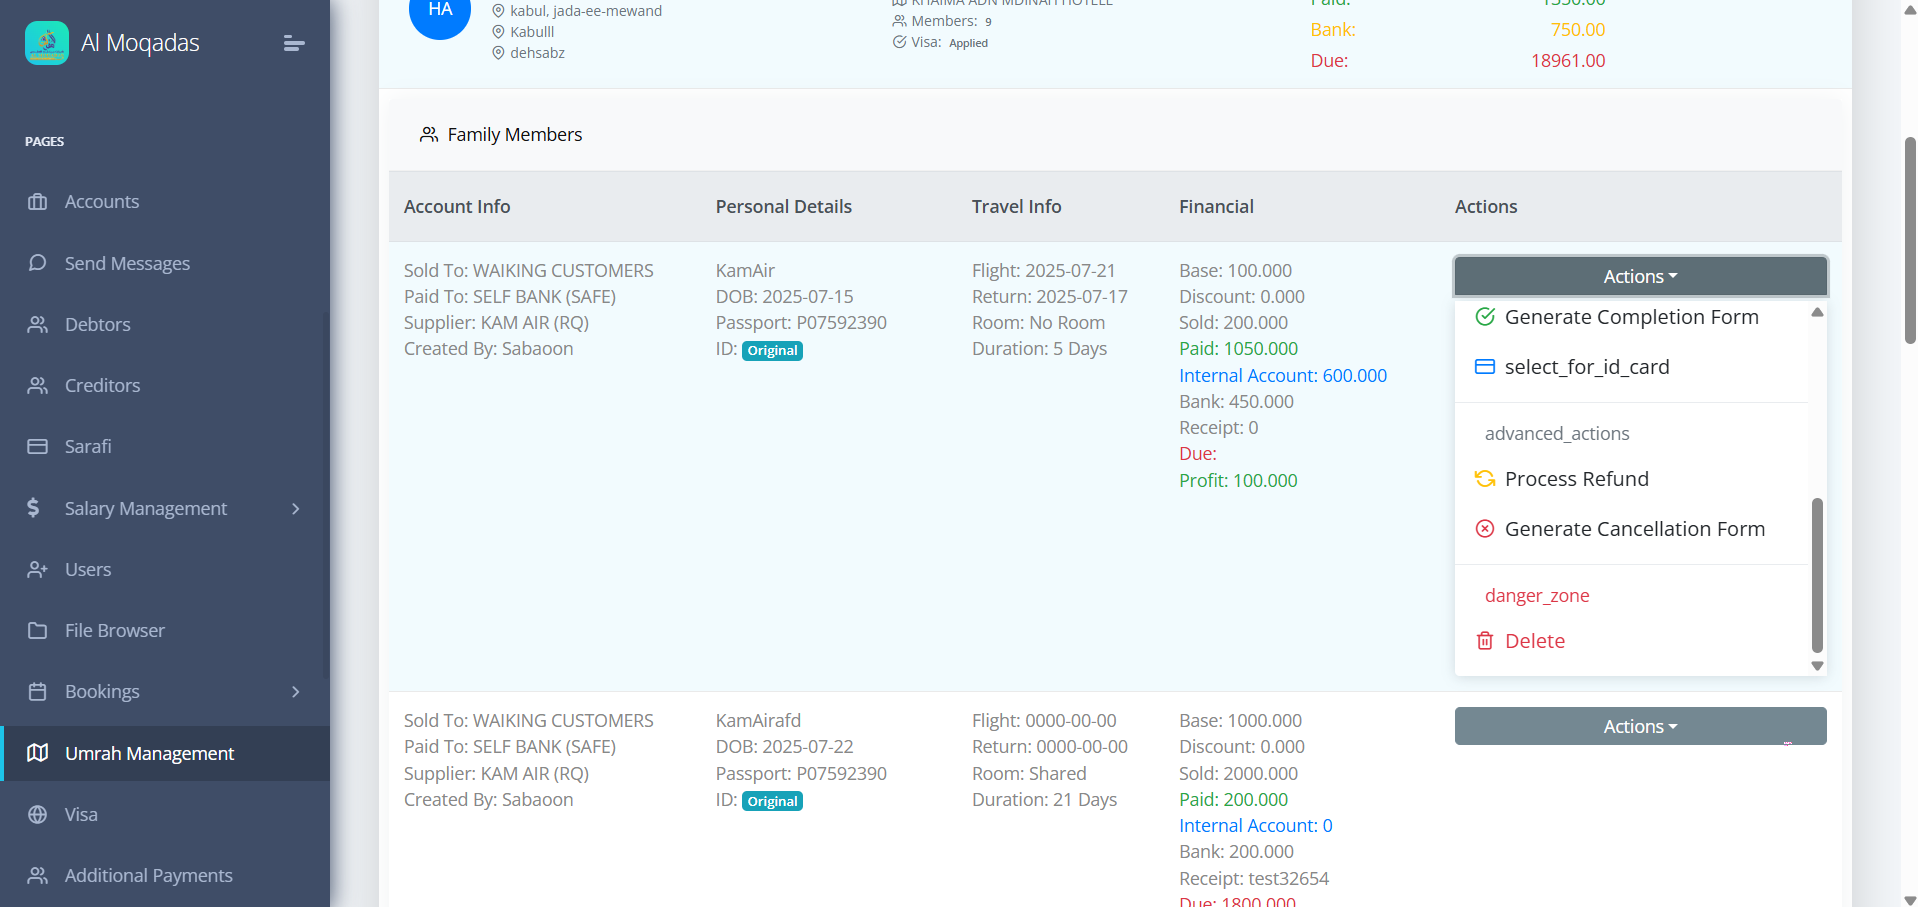 Al Moqadas
PAGES
Accounts
Send Messages
Debtors
Creditors
Sarafi
Salary Management
Users
File Browser
Bookings
Umrah Management
Visa
Additional Payments
HA
kabul, jada-ee-mewand
Kabulll
dehsabz
KHAIMA ADN MDINAH HOTELL
Members: 9
Visa: Applied
Paid: 1350.00
Bank: 750.00
Due: 18961.00
Family Members
Account Info
Personal Details
Travel Info
Financial
Actions
Sold To: WAIKING CUSTOMERS
Paid To: SELF BANK (SAFE)
Supplier: KAM AIR (RQ)
Created By: Sabaoon
KamAir
DOB: 2025-07-15
Passport: P07592390
ID: Original
Flight: 2025-07-21
Return: 2025-07-17
Room: No Room
Duration: 5 Days
Base: 100.000
Discount: 0.000
Sold: 200.000
Paid: 1050.000
Internal Account: 600.000
Bank: 450.000
Receipt: 0
Due:
Profit: 100.000
Actions
Generate Completion Form
select_for_id_card
advanced_actions
Process Refund
Generate Cancellation Form
danger_zone
Delete
Sold To: WAIKING CUSTOMERS
Paid To: SELF BANK (SAFE)
Supplier: KAM AIR (RQ)
Created By: Sabaoon
KamAirafd
DOB: 2025-07-22
Passport: P07592390
ID: Original
Flight: 0000-00-00
Return: 0000-00-00
Room: Shared
Duration: 21 Days
Base: 1000.000
Discount: 0.000
Sold: 2000.000
Paid: 200.000
Internal Account: 0
Bank: 200.000
Receipt: test32654
Due: 1800.000
Actions